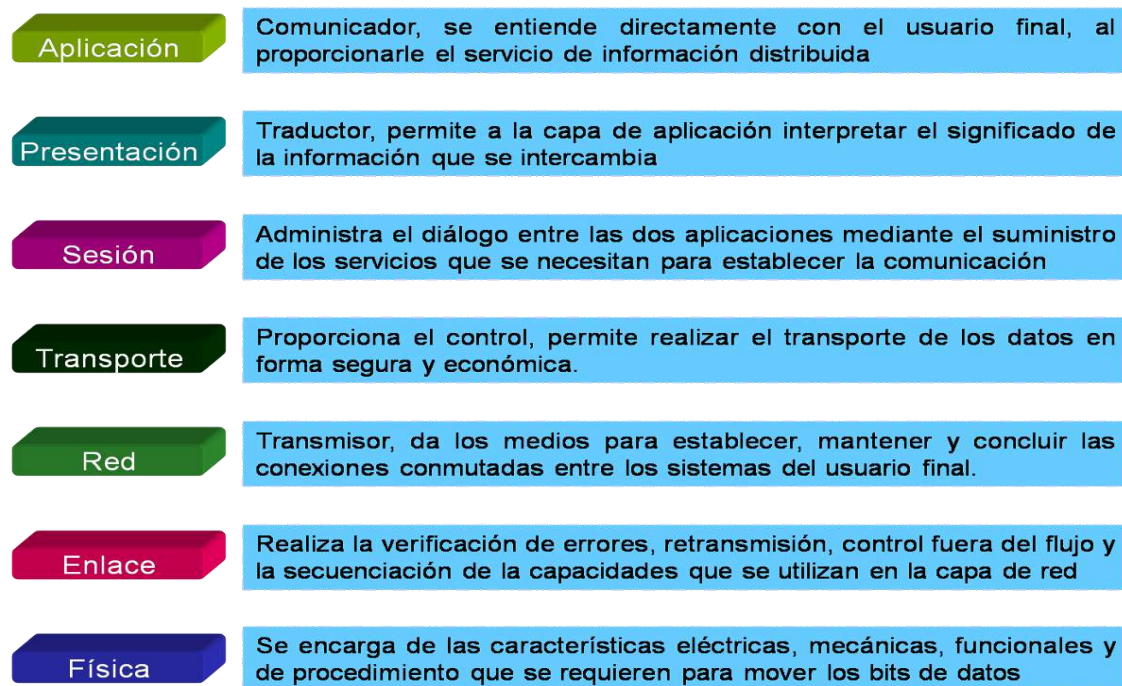 Aplicación
Comunicador, se entiende directamente con el usuario final, al
proporcionarle el servicio de información distribuida
Presentación
Traductor, permite a la capa de aplicación interpretar el significado de
la información que se intercambia
Sesión
Administra el diálogo entre las dos aplicaciones mediante el suministro
de los servicios que se necesitan para establecer la comunicación
Transporte
Proporciona el control, permite realizar el transporte de los datos en
forma segura y económica.
Red
Transmisor, da los medios para establecer, mantener y concluir las
conexiones conmutadas entre los sistemas del usuario final.
Enlace
Realiza la verificación de errores, retransmisión, control fuera del flujo y
la secuenciación de la capacidades que se utilizan en la capa de red
Física
Se encarga de las características eléctricas, mecánicas, funcionales y
de procedimiento que se requieren para mover los bits de datos